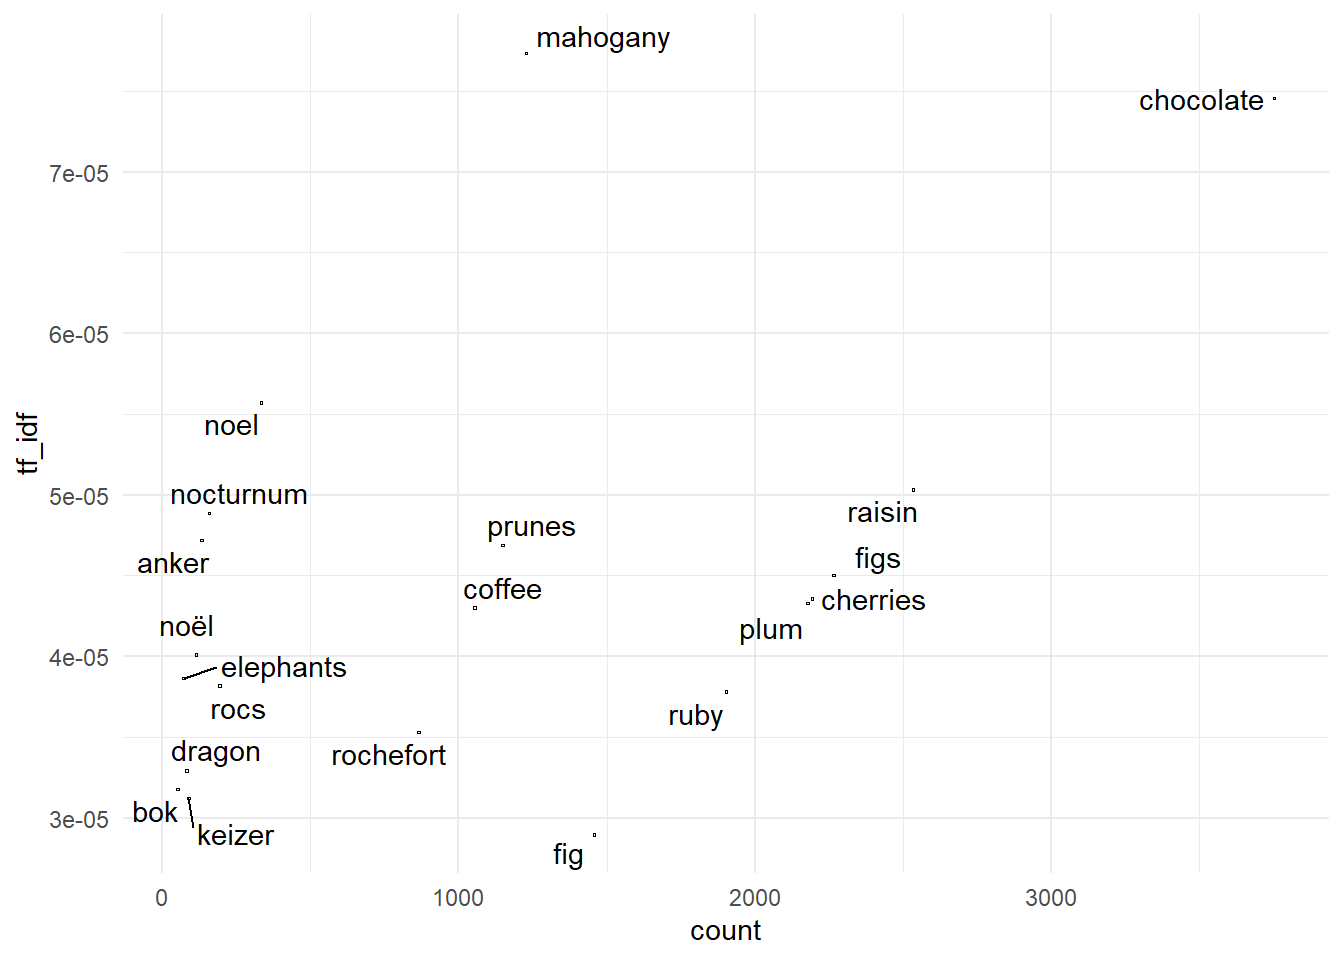 mahogany
chocolate
7e-05
6e-05
noel
tf_idf
nocturnum
5e-05
raisin
prunes
anker
figs
coffee
cherries
noël
plum
4e-05
elephants
rocs
ruby
dragon
rochefort
bok
3e-05
keizer
fig
0 1000 2000 3000
count